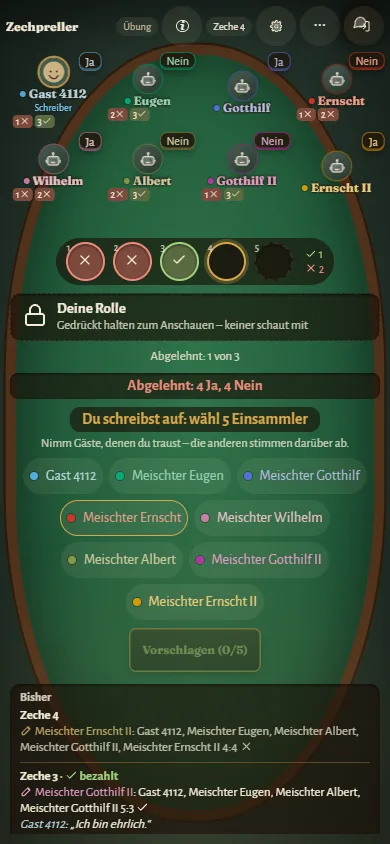 Zechpreller
Übung
Zeche 4
Ja
Nein
Ja
Nein
Gast 4112
Schreiber
1✕ 3✓
Eugen
2✕ 3✓
Gotthilf
Ernscht
1✕ 2✕
Ja
Nein
Nein
Ja
Wilhelm
1✕ 2✕
Albert
2✕ 3✓
Gotthilf II
1✕ 3✓
Ernscht II
1 2 3 4 5
✓ 1
✕ 2
Deine Rolle
Gedrückt halten zum Anschauen – keiner schaut mit
Abgelehnt: 1 von 3
Abgelehnt: 4 Ja, 4 Nein
Du schreibst auf: wähl 5 Einsammler
Nimm Gäste, denen du traust – die anderen stimmen darüber ab.
Gast 4112
Meischter Eugen
Meischter Gotthilf
Meischter Ernscht
Meischter Wilhelm
Meischter Albert
Meischter Gotthilf II
Meischter Ernscht II
Vorschlagen (0/5)
Bisher
Zeche 4
Meischter Ernscht II: Gast 4112, Meischter Eugen, Meischter Albert,
Meischter Gotthilf II, Meischter Ernscht II 4:4 ✕
Zeche 3 · ✓ bezahlt
Meischter Gotthilf II: Gast 4112, Meischter Eugen, Meischter Albert,
Meischter Gotthilf II 5:3 ✓
Gast 4112: „Ich bin ehrlich.“